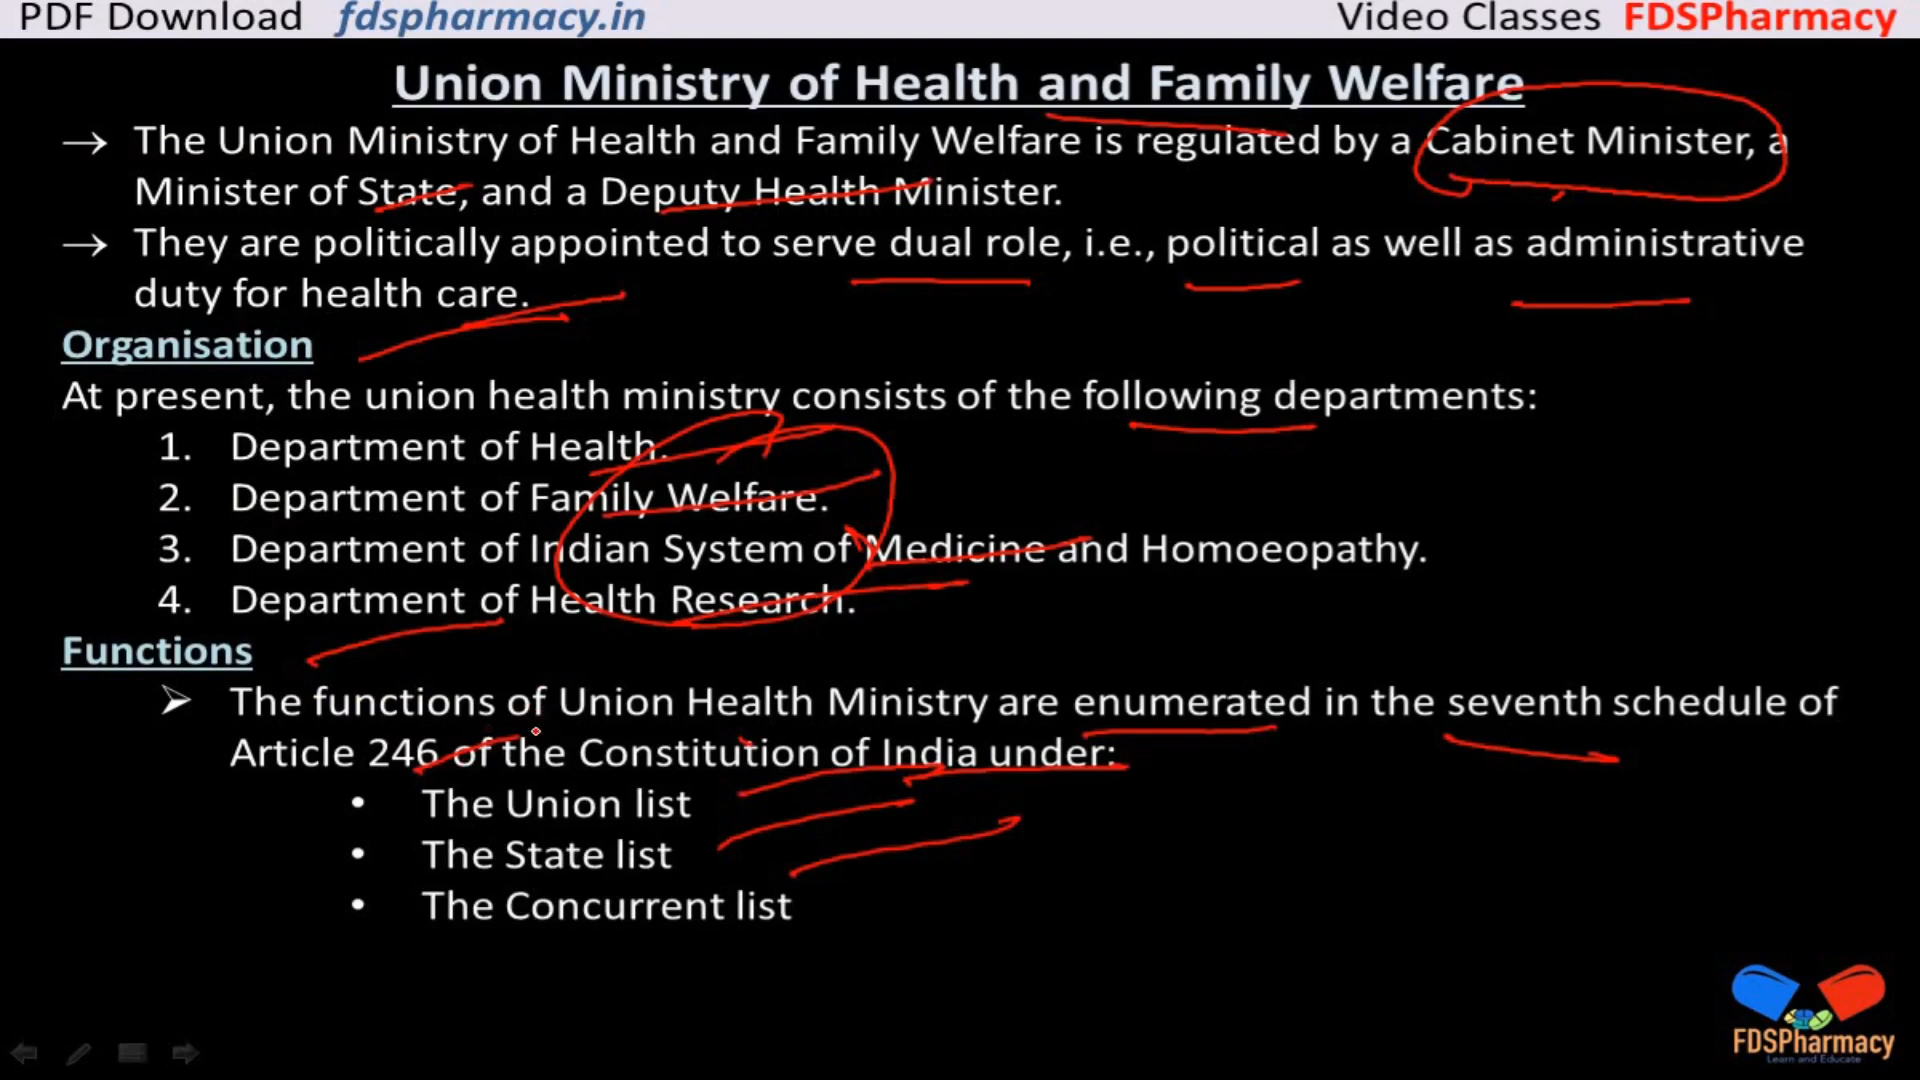 PDF Download fdspharmacy.in Video Classes FDSPharmacy
Union Ministry of Health and Family Welfare
→ The Union Ministry of Health and Family Welfare is regulated by a Cabinet Minister, a
Minister of State, and a Deputy Health Minister.
→ They are politically appointed to serve dual role, i.e., political as well as administrative
duty for health care.
Organisation
At present, the union health ministry consists of the following departments:
1. Department of Health.
2. Department of Family Welfare.
3. Department of Indian System of Medicine and Homoeopathy.
4. Department of Health Research.
Functions
➢ The functions of Union Health Ministry are enumerated in the seventh schedule of
Article 246 of the Constitution of India under:
• The Union list
• The State list
• The Concurrent list
FDSPharmacy
Learn and Educate